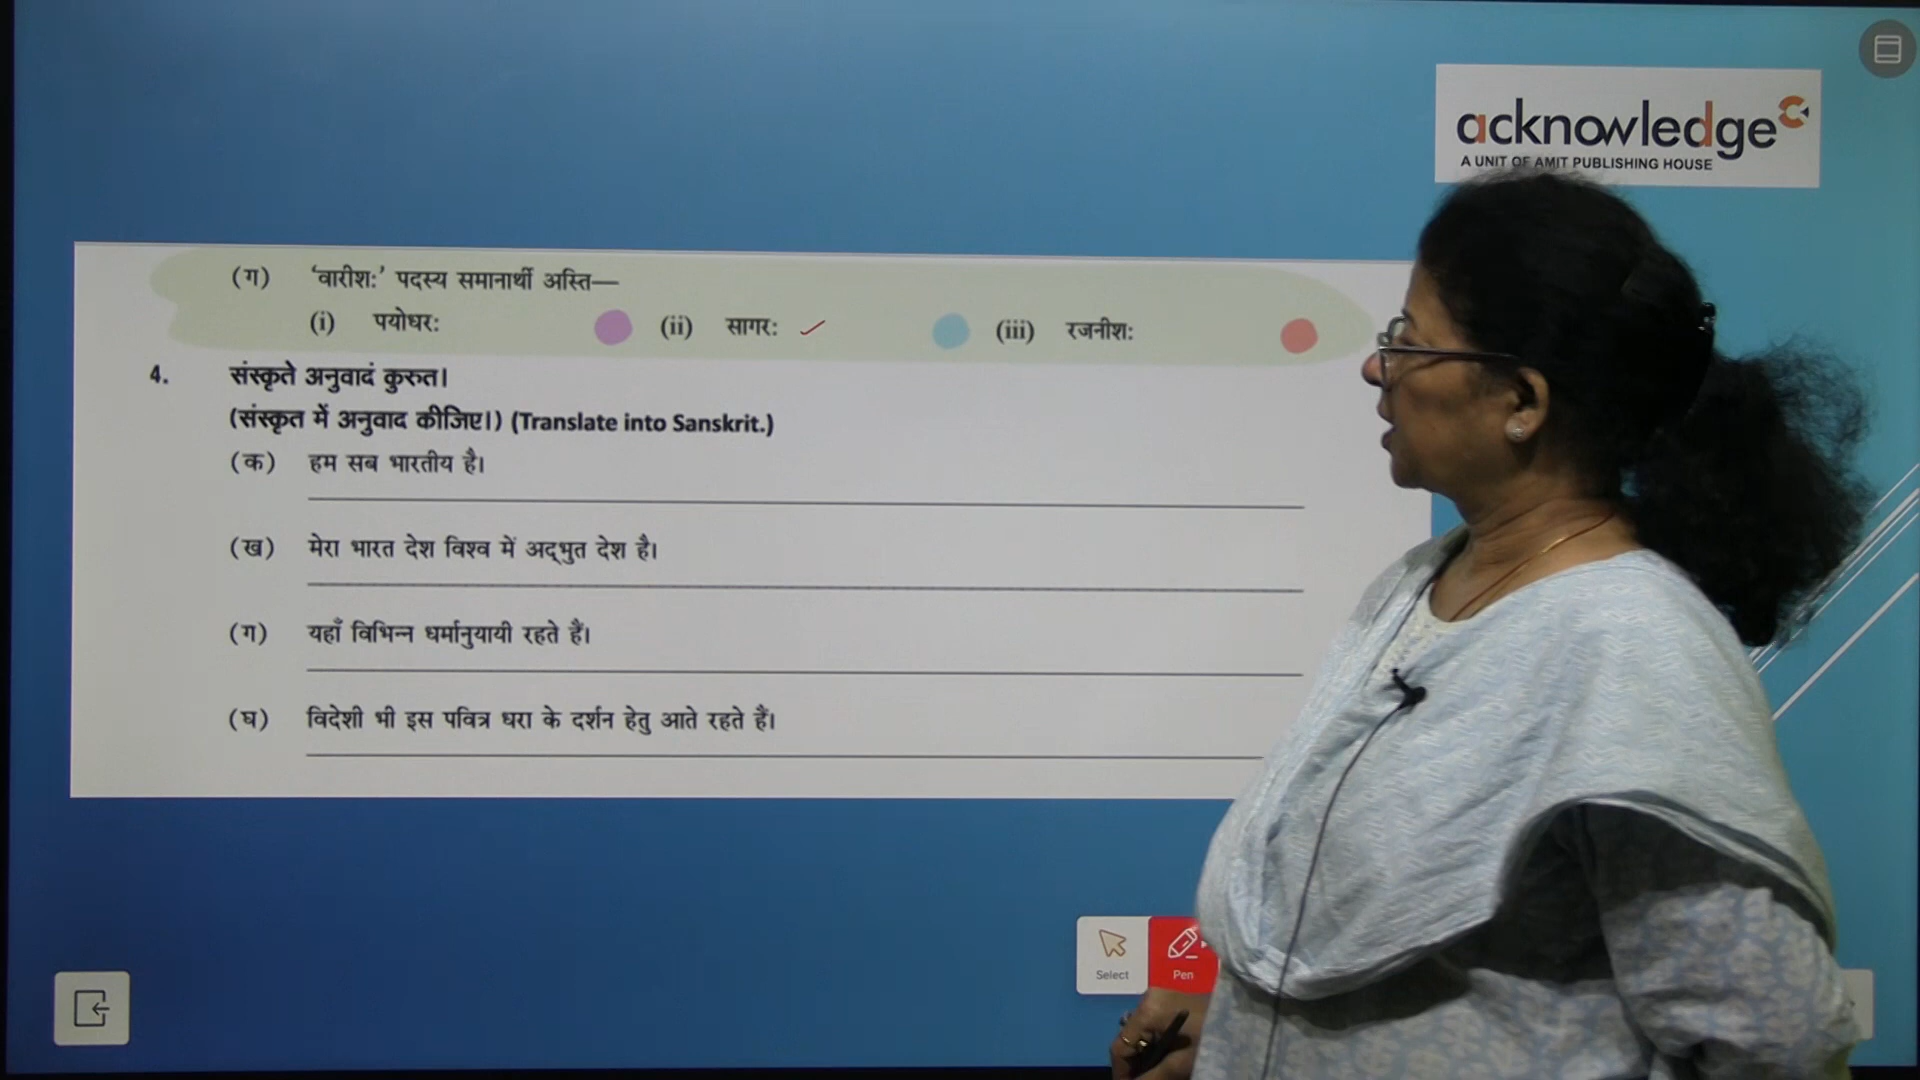 acknowledge
A UNIT OF AMIT PUBLISHING HOUSE
(ग) 'वारीशः' पदस्य समानार्थी अस्ति—
(i) पयोधरः (ii) सागरः (iii) रजनीशः
4. संस्कृते अनुवादं कुरुत।
(संस्कृत में अनुवाद कीजिए।) (Translate into Sanskrit.)
(क) हम सब भारतीय है।
(ख) मेरा भारत देश विश्व में अद्भुत देश है।
(ग) यहाँ विभिन्न धर्मानुयायी रहते हैं।
(घ) विदेशी भी इस पवित्र धरा के दर्शन हेतु आते रहते हैं।
Select Pen